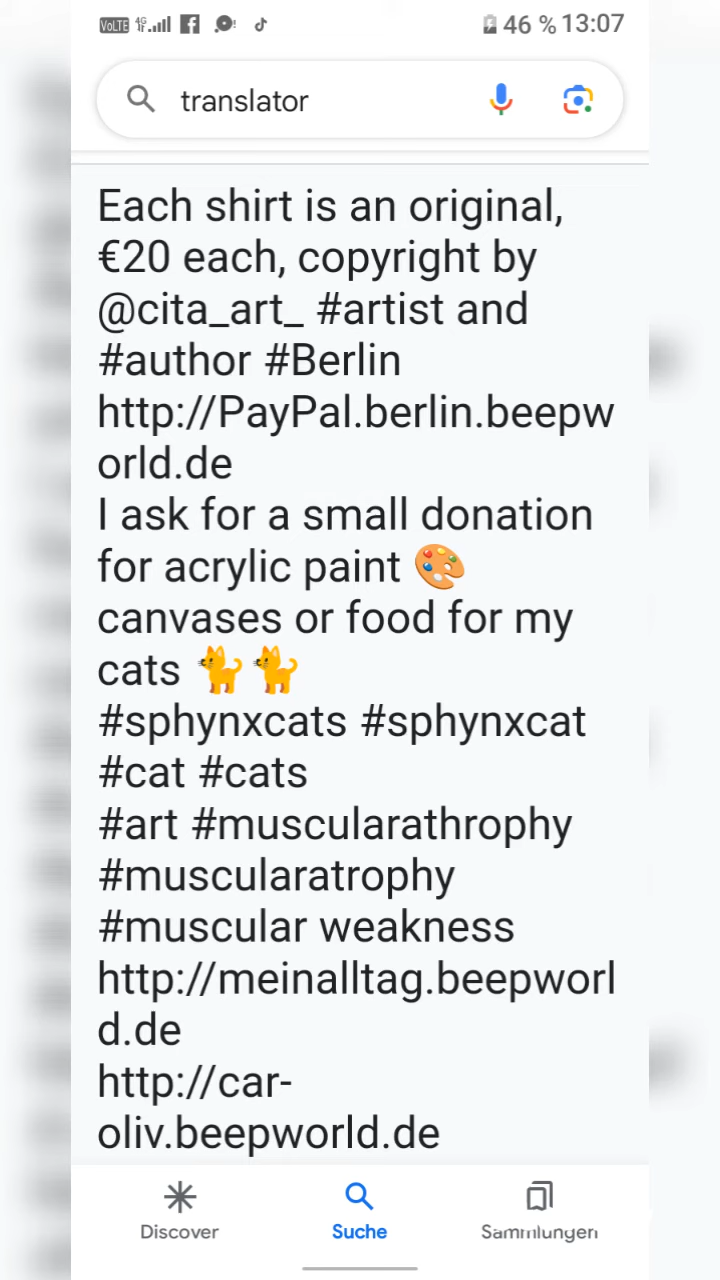 VoLTE 4G 46 % 13:07
translator
Each shirt is an original,
€20 each, copyright by
@cita_art_ #artist and
#author #Berlin
http://PayPal.berlin.beepw
orld.de
I ask for a small donation
for acrylic paint 🎨
canvases or food for my
cats 🐈🐈
#sphynxcats #sphynxcat
#cat #cats
#art #muscularathrophy
#muscularatrophy
#muscular weakness
http://meinalltag.beepworl
d.de
http://car-
oliv.beepworld.de
Discover Suche Sammlungen